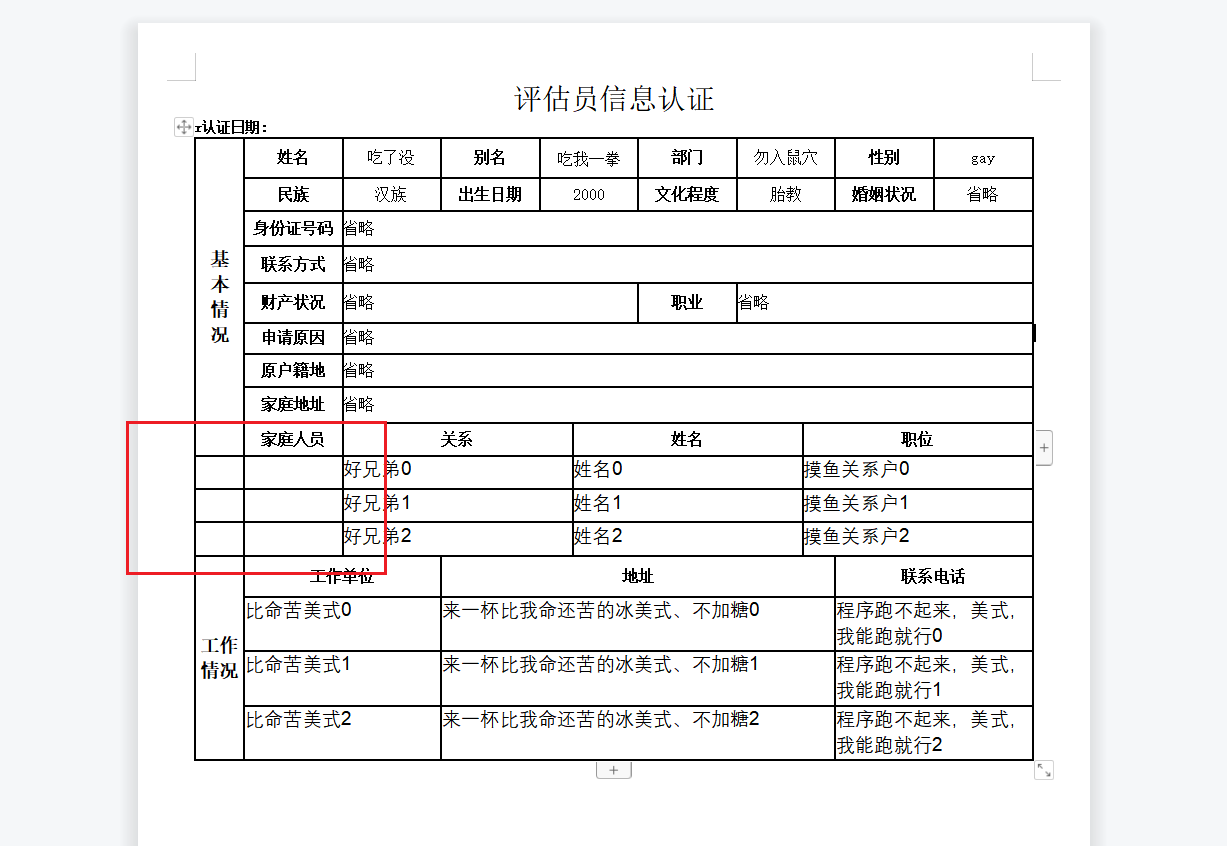 评估员信息认证
r认证日期:
姓名 吃了没 别名 吃我一拳 部门 勿入鼠穴 性别 gay
民族 汉族 出生日期 2000 文化程度 胎教 婚姻状况 省略
身份证号码 省略
基本情况
联系方式 省略
财产状况 省略 职业 省略
申请原因 省略
原户籍地 省略
家庭地址 省略
家庭人员 关系 姓名 职位
好兄弟0 姓名0 摸鱼关系户0
好兄弟1 姓名1 摸鱼关系户1
好兄弟2 姓名2 摸鱼关系户2
工作单位 地址 联系电话
比命苦美式0 来一杯比我命还苦的冰美式、不加糖0 程序跑不起来，美式，
我能跑就行0
工作
情况
比命苦美式1 来一杯比我命还苦的冰美式、不加糖1 程序跑不起来，美式，
我能跑就行1
比命苦美式2 来一杯比我命还苦的冰美式、不加糖2 程序跑不起来，美式，
我能跑就行2